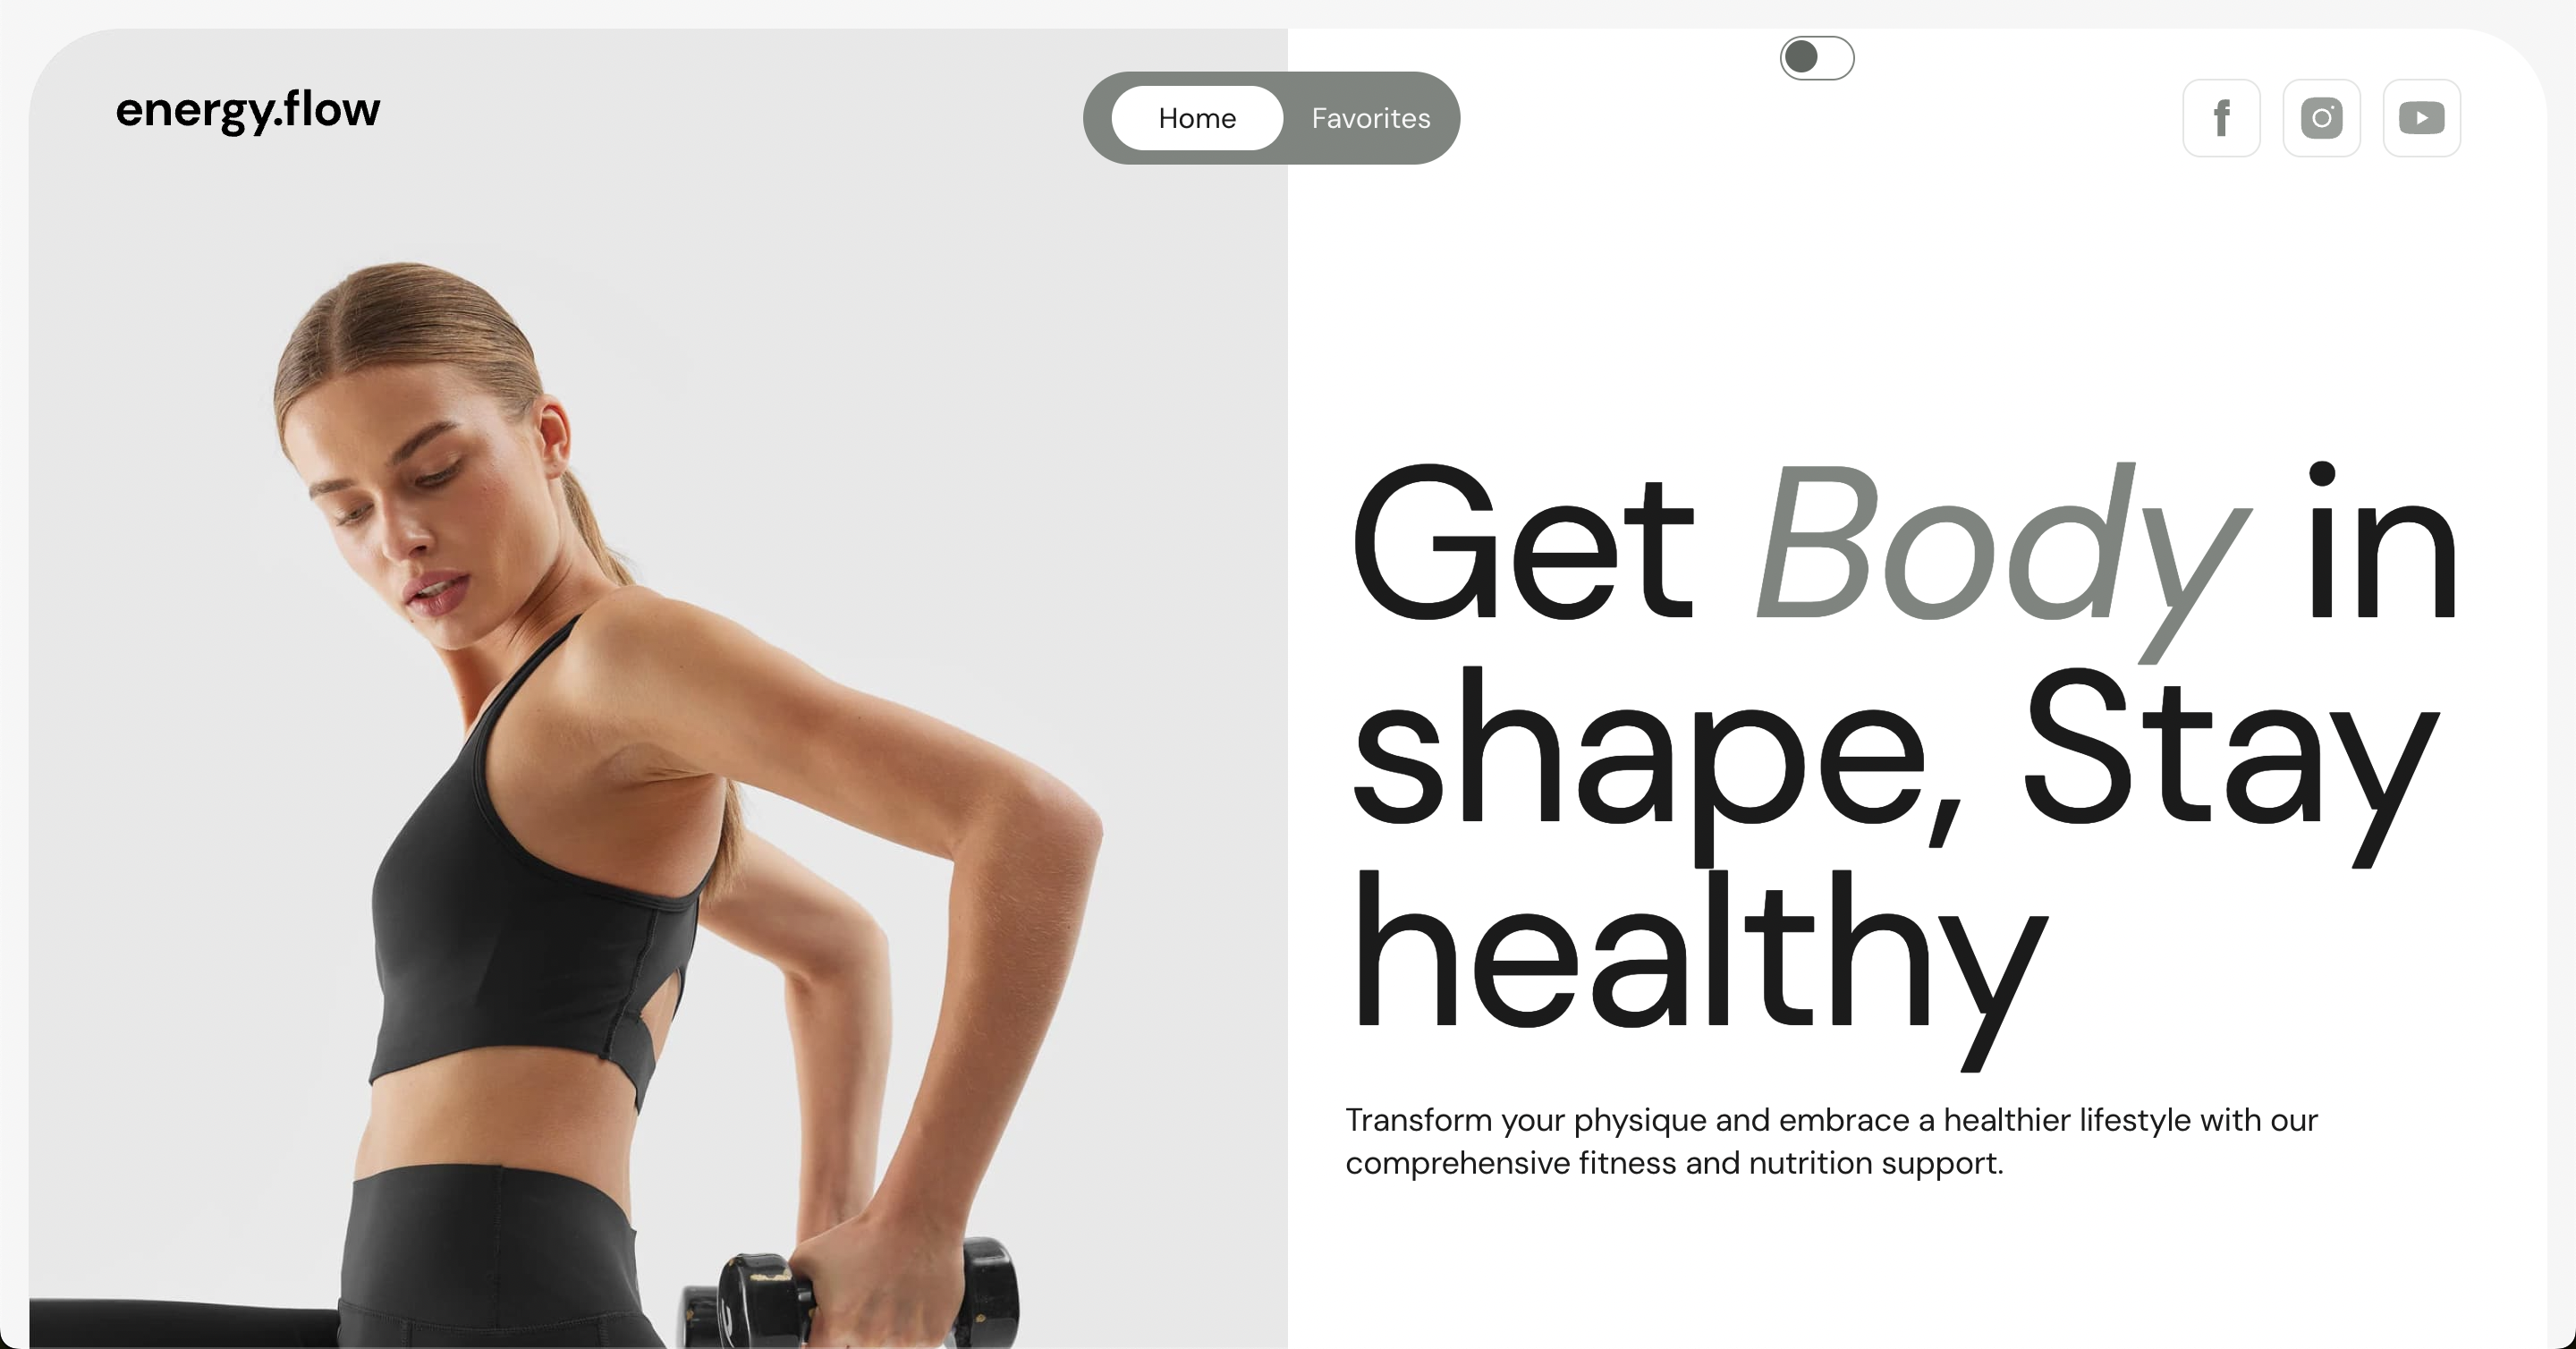 energy.flow
Home
Favorites
Get Body in
shape, Stay
healthy
Transform your physique and embrace a healthier lifestyle with our
comprehensive fitness and nutrition support.